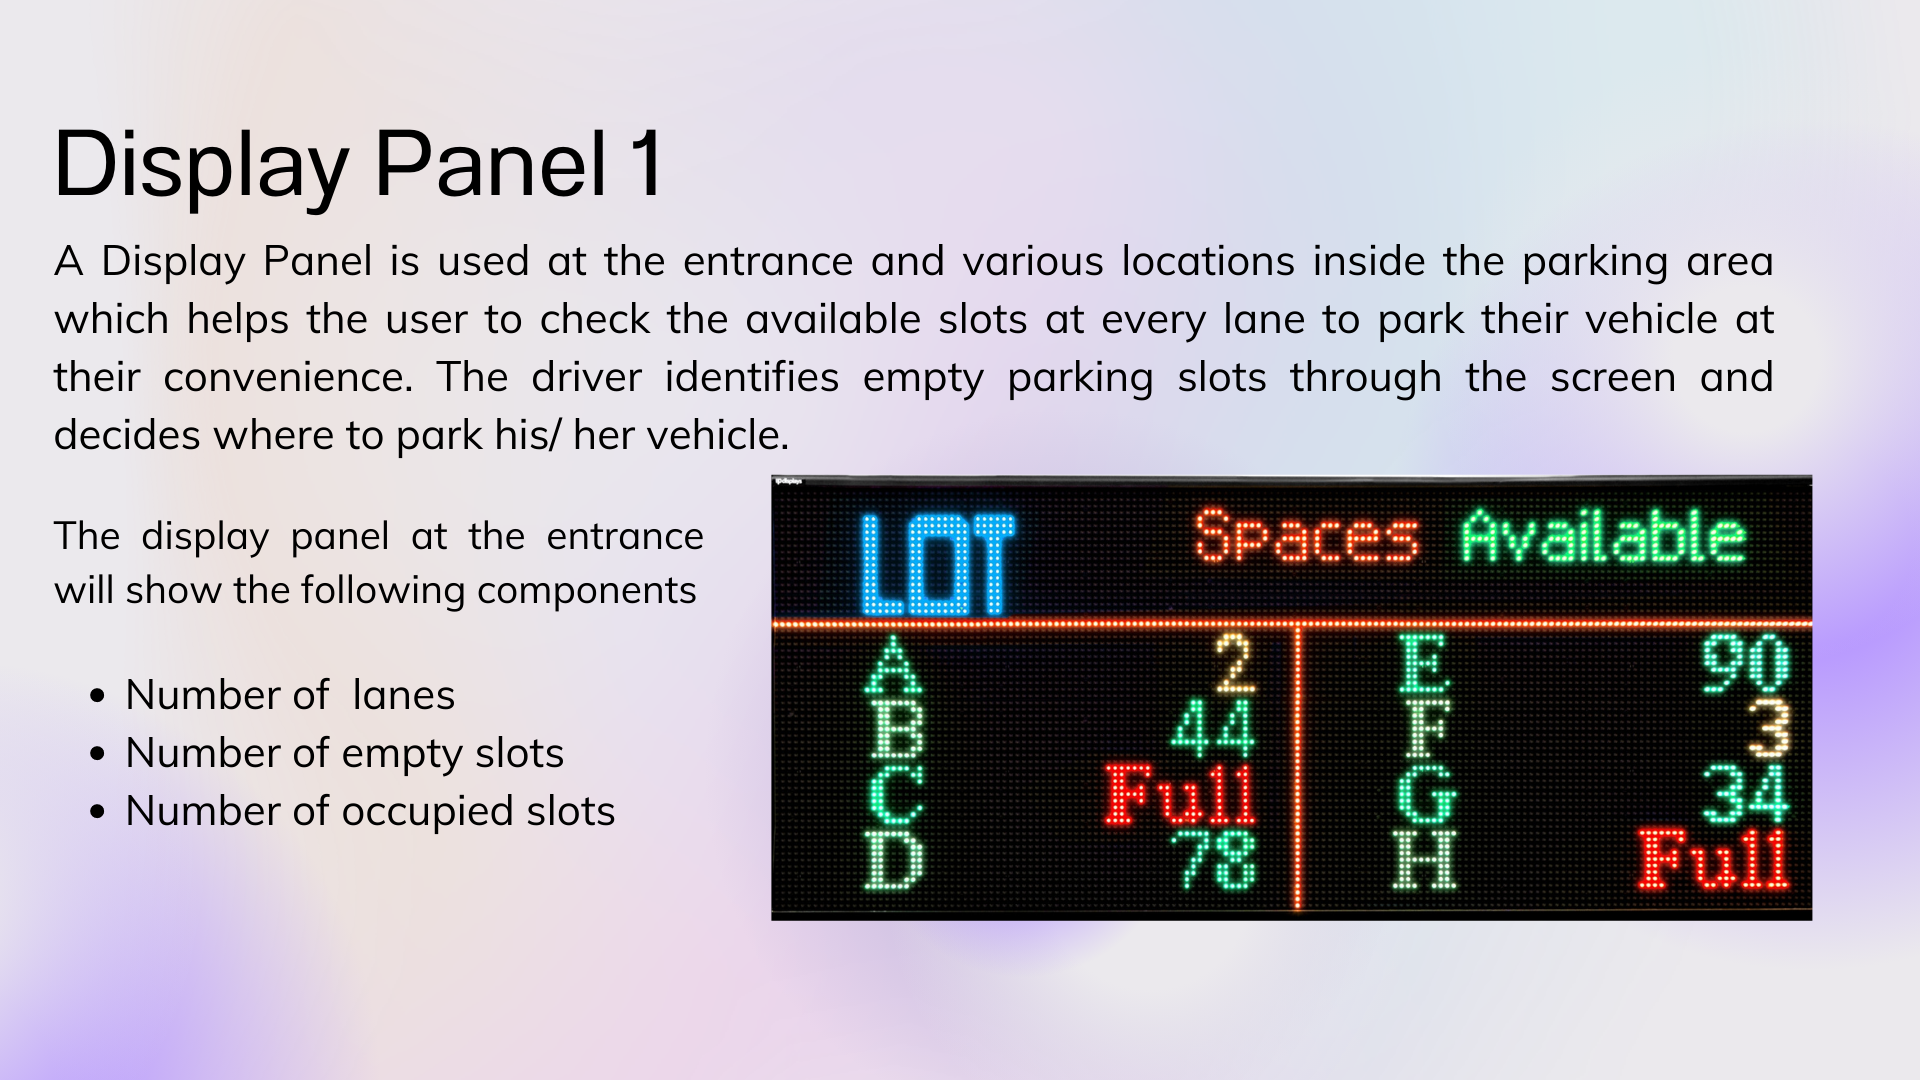 Display Panel 1
A Display Panel is used at the entrance and various locations inside the parking area
which helps the user to check the available slots at every lane to park their vehicle at
their convenience. The driver identifies empty parking slots through the screen and
decides where to park his/ her vehicle.
The display panel at the entrance
will show the following components
• Number of  lanes
• Number of empty slots
• Number of occupied slots
LOT Spaces Available
A 2 E 90
B 44 F 3
C Full G 34
D 78 H Full